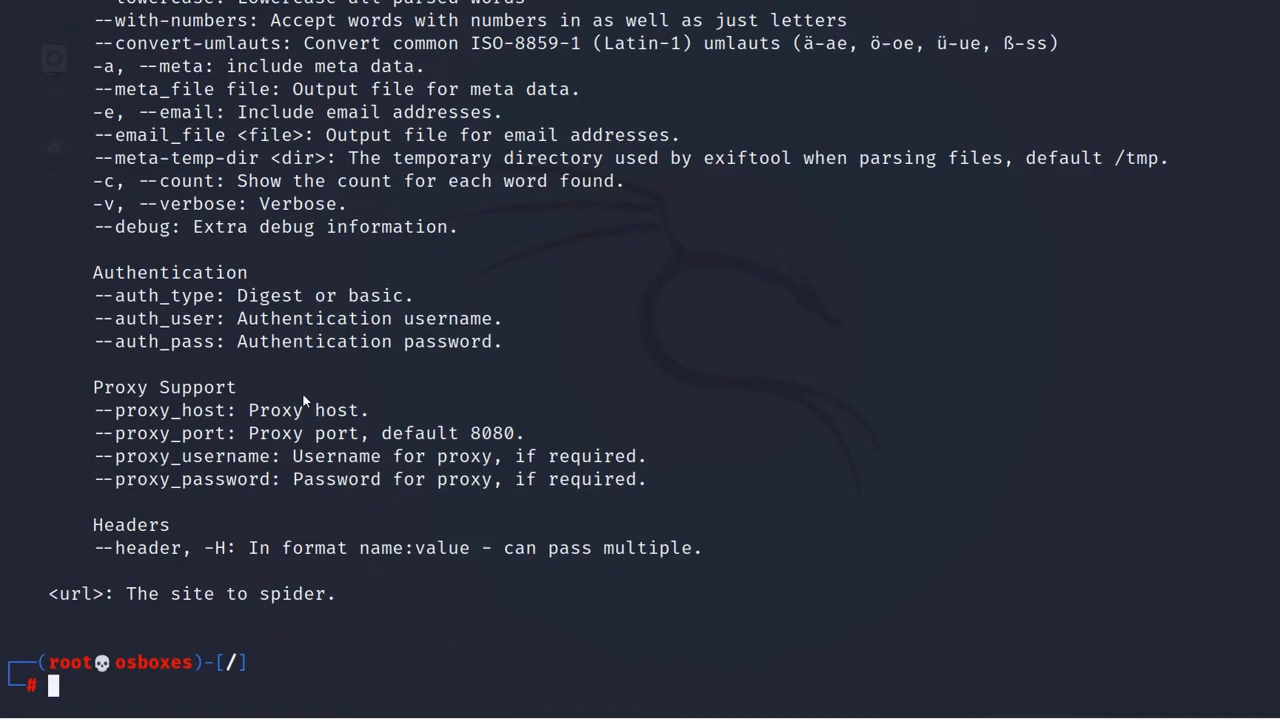 --lowercase: Lowercase all parsed words
--with-numbers: Accept words with numbers in as well as just letters
--convert-umlauts: Convert common ISO-8859-1 (Latin-1) umlauts (ä-ae, ö-oe, ü-ue, ß-ss)
-a, --meta: include meta data.
--meta_file file: Output file for meta data.
-e, --email: Include email addresses.
--email_file <file>: Output file for email addresses.
--meta-temp-dir <dir>: The temporary directory used by exiftool when parsing files, default /tmp.
-c, --count: Show the count for each word found.
-v, --verbose: Verbose.
--debug: Extra debug information.
Authentication
--auth_type: Digest or basic.
--auth_user: Authentication username.
--auth_pass: Authentication password.
Proxy Support
--proxy_host: Proxy host.
--proxy_port: Proxy port, default 8080.
--proxy_username: Username for proxy, if required.
--proxy_password: Password for proxy, if required.
Headers
--header, -H: In format name:value - can pass multiple.
<url>: The site to spider.
┌──(root💀osboxes)-[/]
└─#